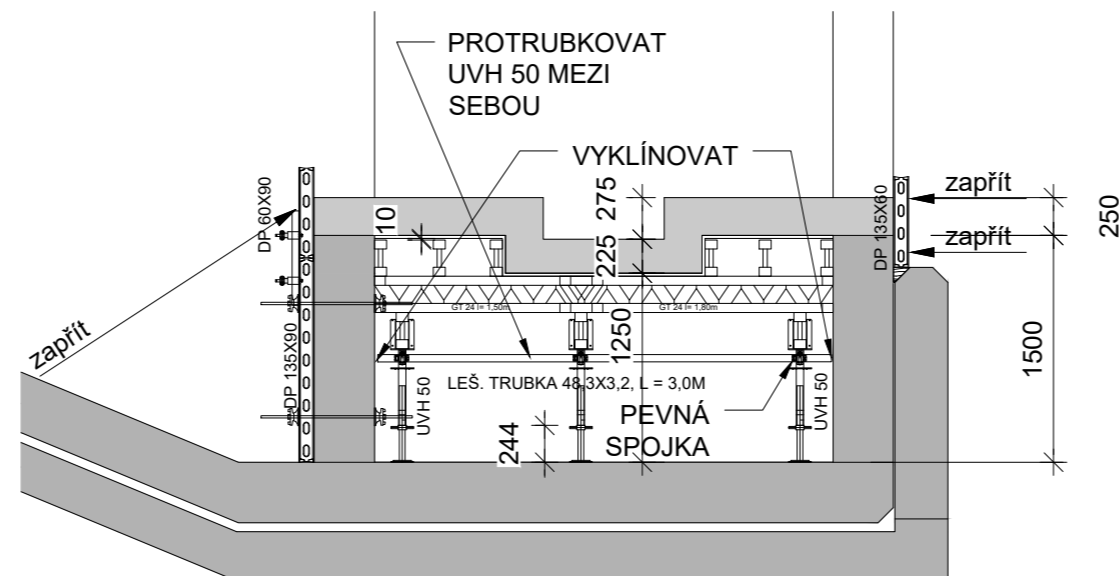 PROTRUBKOVAT
UVH 50 MEZI
SEBOU
VYKLÍNOVAT
DP 60X90
10
275
225
DP 135X60
zapřít
zapřít
250
GT 24 l= 1,50m
GT 24 l= 1,80m
zapřít
DP 135X90
1250
1500
LEŠ. TRUBKA 48,3X3,2, L = 3,0M
UVH 50
UVH 50
244
PEVNÁ
SPOJKA